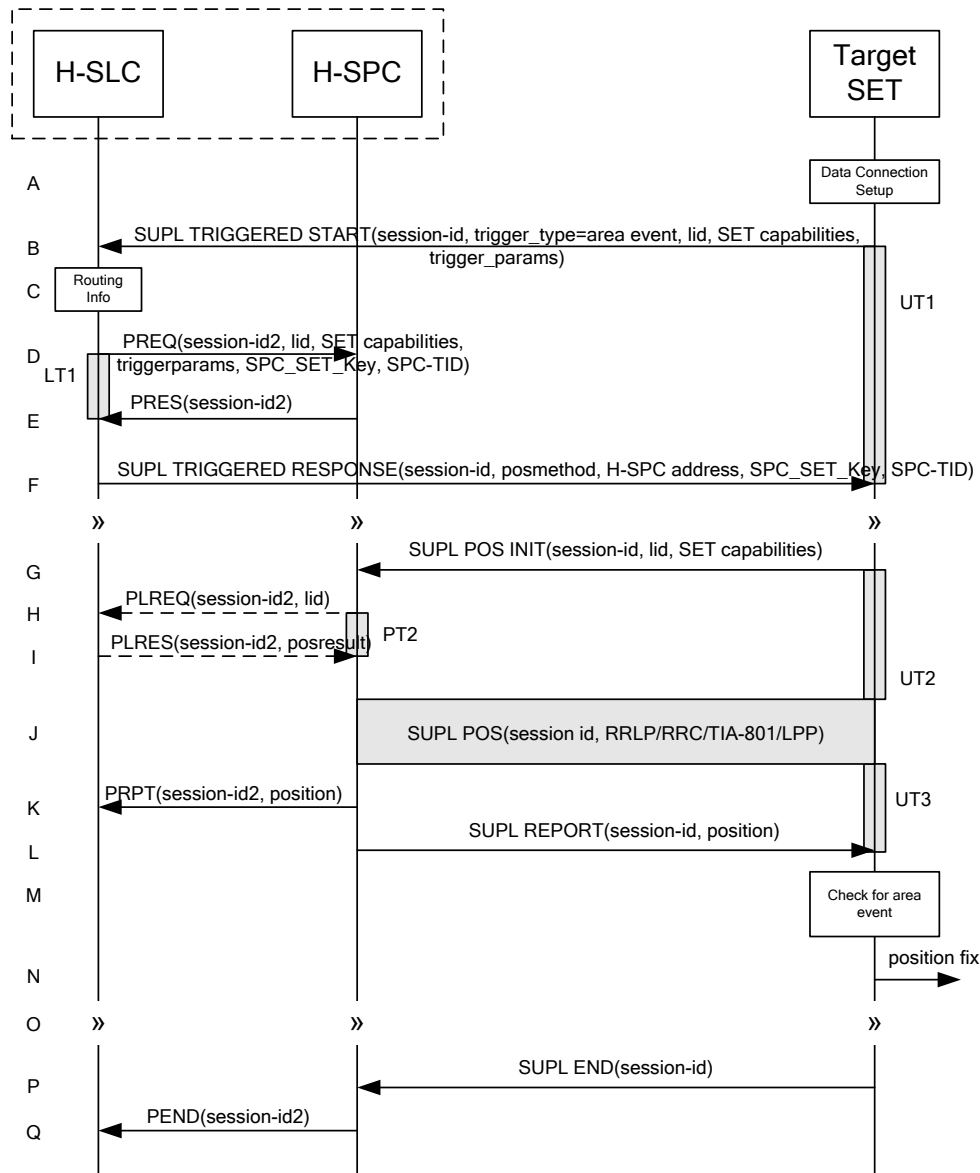 H-SLC
H-SPC
Target
SET
A
Data Connection
Setup
B
SUPL TRIGGERED START(session-id, trigger_type=area event, lid, SET capabilities,
trigger_params)
C
Routing
Info
UT1
D
PREQ(session-id2, lid, SET capabilities,
triggerparams, SPC_SET_Key, SPC-TID)
LT1
E
PRES(session-id2)
F
SUPL TRIGGERED RESPONSE(session-id, posmethod, H-SPC address, SPC_SET_Key, SPC-TID)
» » »
G
SUPL POS INIT(session-id, lid, SET capabilities)
H
PLREQ(session-id2, lid)
PT2
I
PLRES(session-id2, posresult)
UT2
J
SUPL POS(session id, RRLP/RRC/TIA-801/LPP)
K
PRPT(session-id2, position)
UT3
L
SUPL REPORT(session-id, position)
M
Check for area
event
N
position fix
O
» » »
P
SUPL END(session-id)
Q
PEND(session-id2)